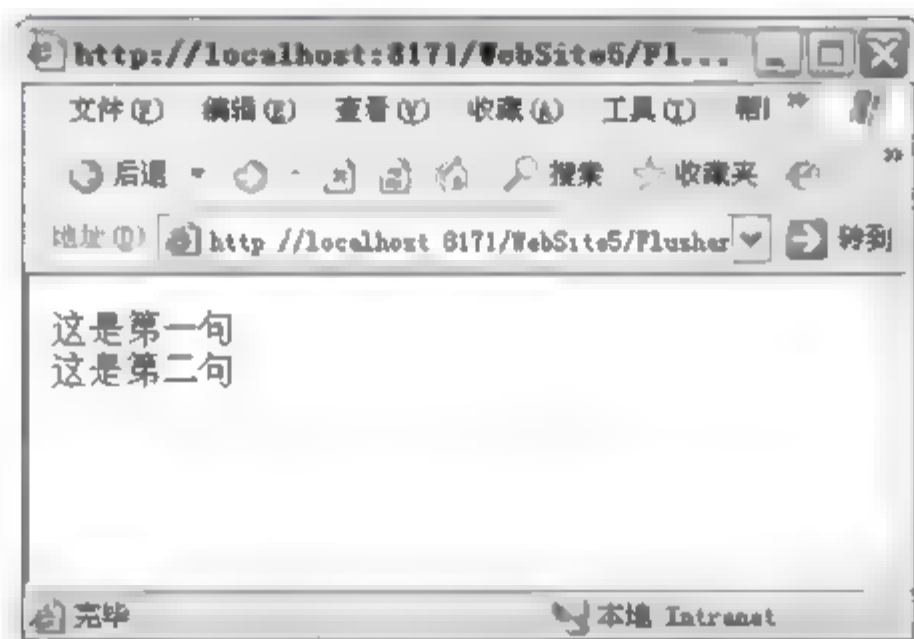 http://localhost:8171/WebSite5/Fl...
文件(F) 编辑(E) 查看(V) 收藏(A) 工具(T) 帮
后退 搜索 收藏夹
地址(D) http //localhost 8171/WebSite5/Flusher 转到
这是第一句
这是第二句
完毕 本地 Intranet